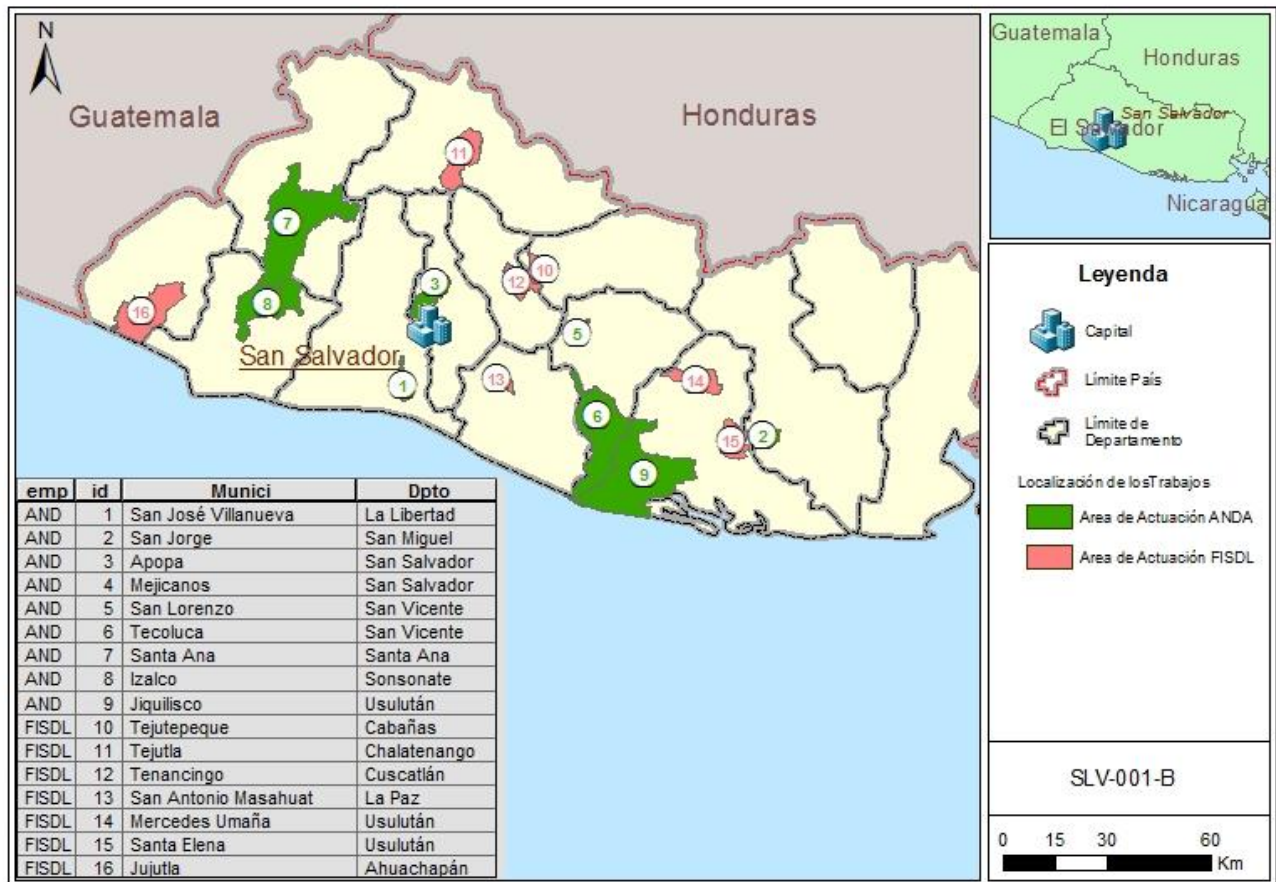 N
Guatemala
Honduras
11
7
3
10
12
8
16
5
San Salvador
13
14
1
6
15
2
9
emp id Munici Dpto
AND 1 San José Villanueva La Libertad
AND 2 San Jorge San Miguel
AND 3 Apopa San Salvador
AND 4 Mejicanos San Salvador
AND 5 San Lorenzo San Vicente
AND 6 Tecoluca San Vicente
AND 7 Santa Ana Santa Ana
AND 8 Izalco Sonsonate
AND 9 Jiquilisco Usulután
FISDL 10 Tejutepeque Cabañas
FISDL 11 Tejutla Chalatenango
FISDL 12 Tenancingo Cuscatlán
FISDL 13 San Antonio Masahuat La Paz
FISDL 14 Mercedes Umaña Usulután
FISDL 15 Santa Elena Usulután
FISDL 16 Jujutla Ahuachapán
Guatemala
Honduras
San Salvador
El Salvador
Nicaragua
Leyenda
Capital
Límite País
Límite de
Departamento
Localización de losTrabajos
Area de Actuación ANDA
Area de Actuación FISDL
SLV-001-B
0 15 30 60
Km